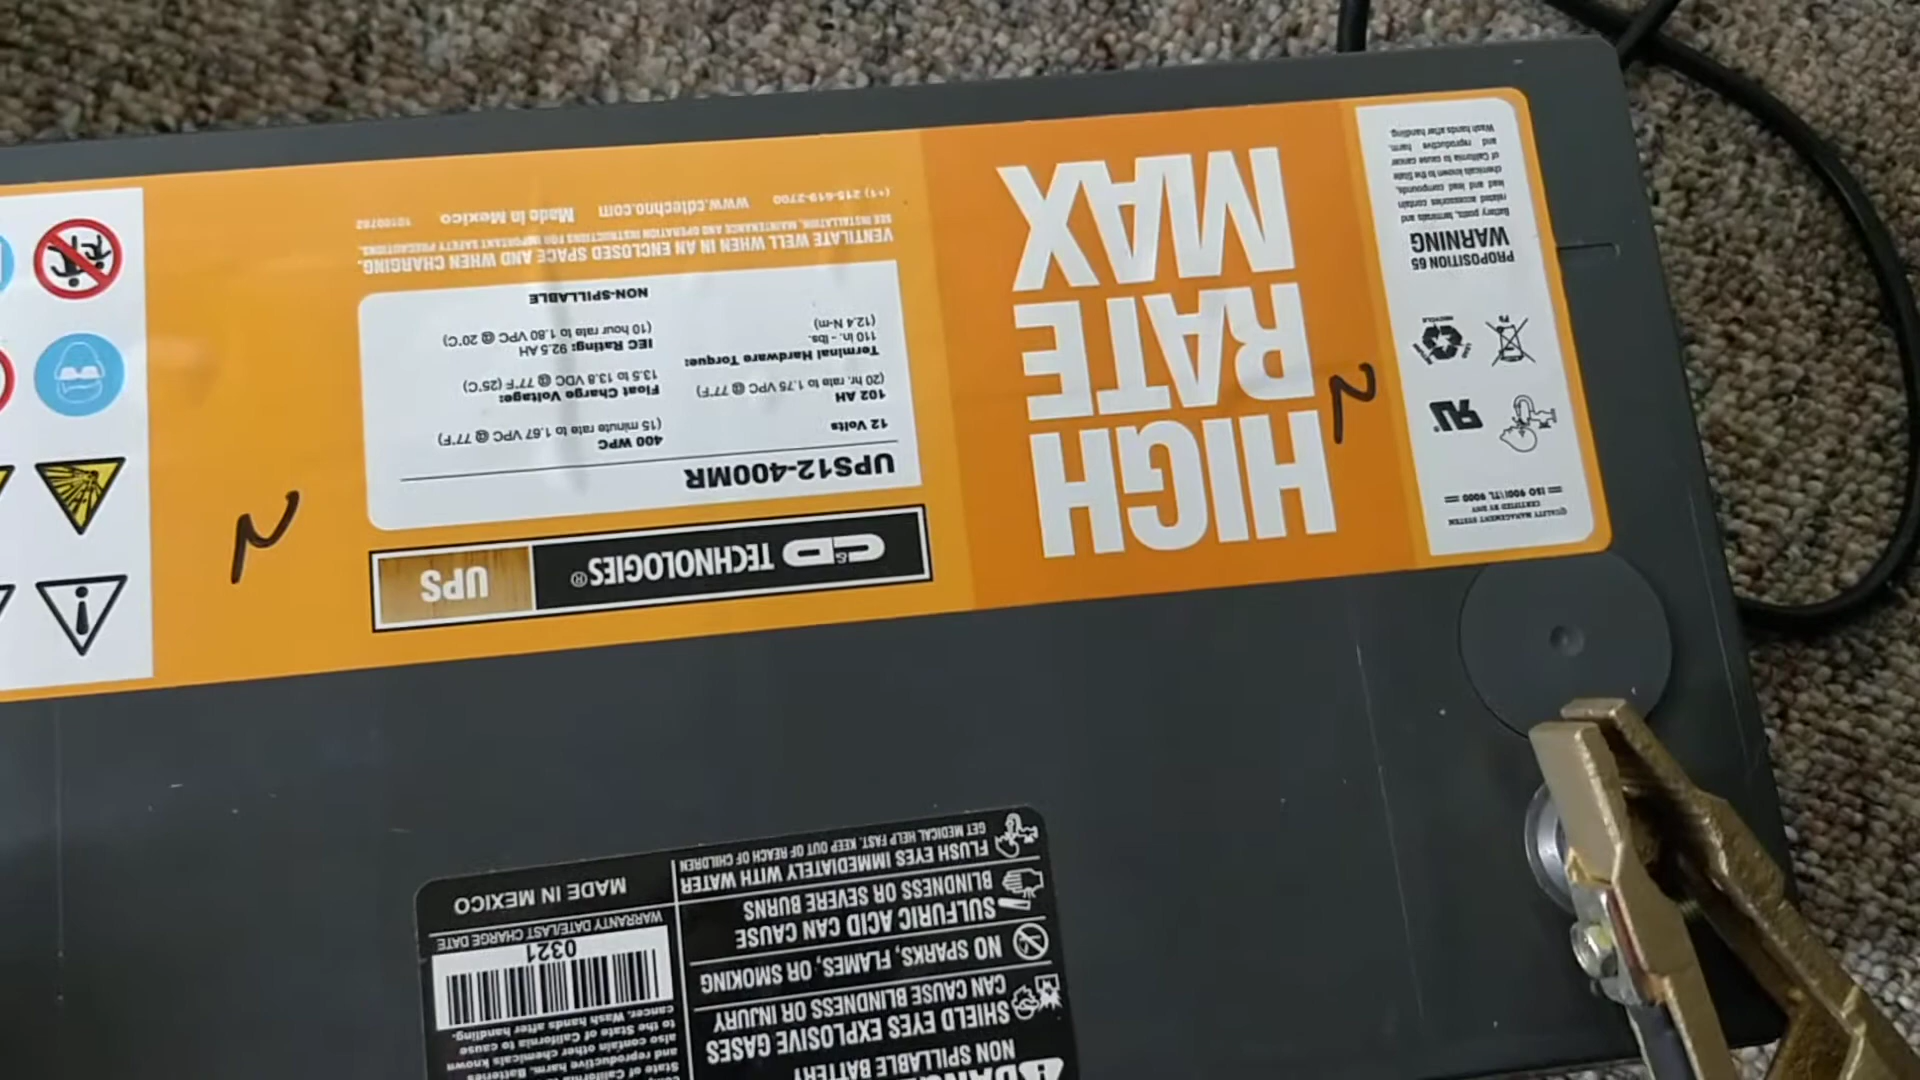 C&D TECHNOLOGIES® UPS
UPS12-400MR
12 Volts
102 AH
(20 hr. rate to 1.75 VPC @ 77°F)
Terminal Hardware Torque:
110 in. - lbs.
(12.4 N-m)
400 WPC
(15 minute rate to 1.67 VPC @ 77°F)
Float Charge Voltage:
13.5 to 13.8 VDC @ 77°F (25°C)
IEC Rating: 92.5 AH
(10 hour rate to 1.80 VPC @ 20°C)
NON-SPILLABLE
VENTILATE WELL WHEN IN AN ENCLOSED SPACE AND WHEN CHARGING.
SEE INSTALLATION, MAINTENANCE AND OPERATION INSTRUCTIONS FOR IMPORTANT SAFETY PRECAUTIONS.
(+1) 215-619-2700 www.cdtechno.com Made in Mexico
HIGH
RATE
MAX
QUALITY MANAGEMENT SYSTEM
CERTIFIED BY DNV
ISO 9001/TL 9000
Pb
PROPOSITION 65
WARNING
Battery posts, terminals and
related accessories contain
lead and lead compounds,
chemicals known to the State
of California to cause cancer
and reproductive harm.
Wash hands after handling.
NON SPILLABLE BATTERY
SHIELD EYES EXPLOSIVE GASES
CAN CAUSE BLINDNESS OR INJURY
NO SPARKS, FLAMES, OR SMOKING
SULFURIC ACID CAN CAUSE
BLINDNESS OR SEVERE BURNS
FLUSH EYES IMMEDIATELY WITH WATER
GET MEDICAL HELP FAST. KEEP OUT OF REACH OF CHILDREN
State of California
and reproductive harm. Batteries
also contain other chemicals known
to the State of California to cause
cancer. Wash hands after handling.
0321
WARRANTY DATE/LAST CHARGE DATE
MADE IN MEXICO